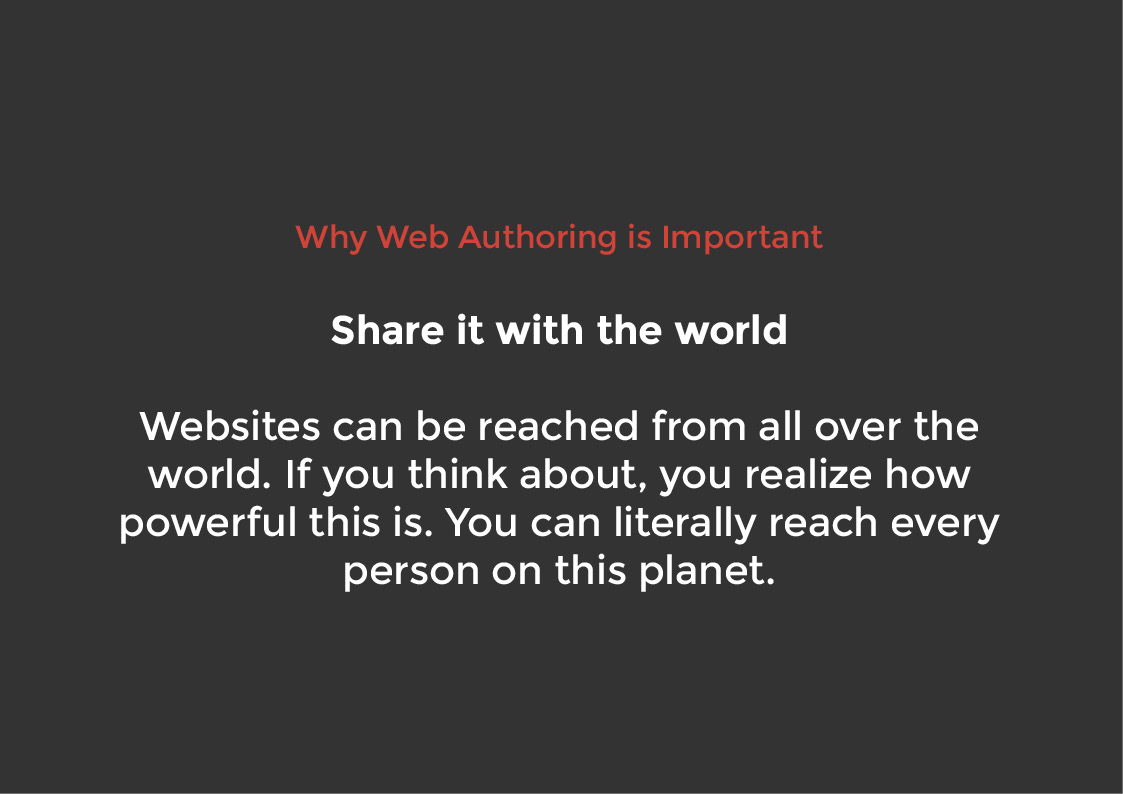 Why Web Authoring is Important
Share it with the world
Websites can be reached from all over the
world. If you think about, you realize how
powerful this is. You can literally reach every
person on this planet.